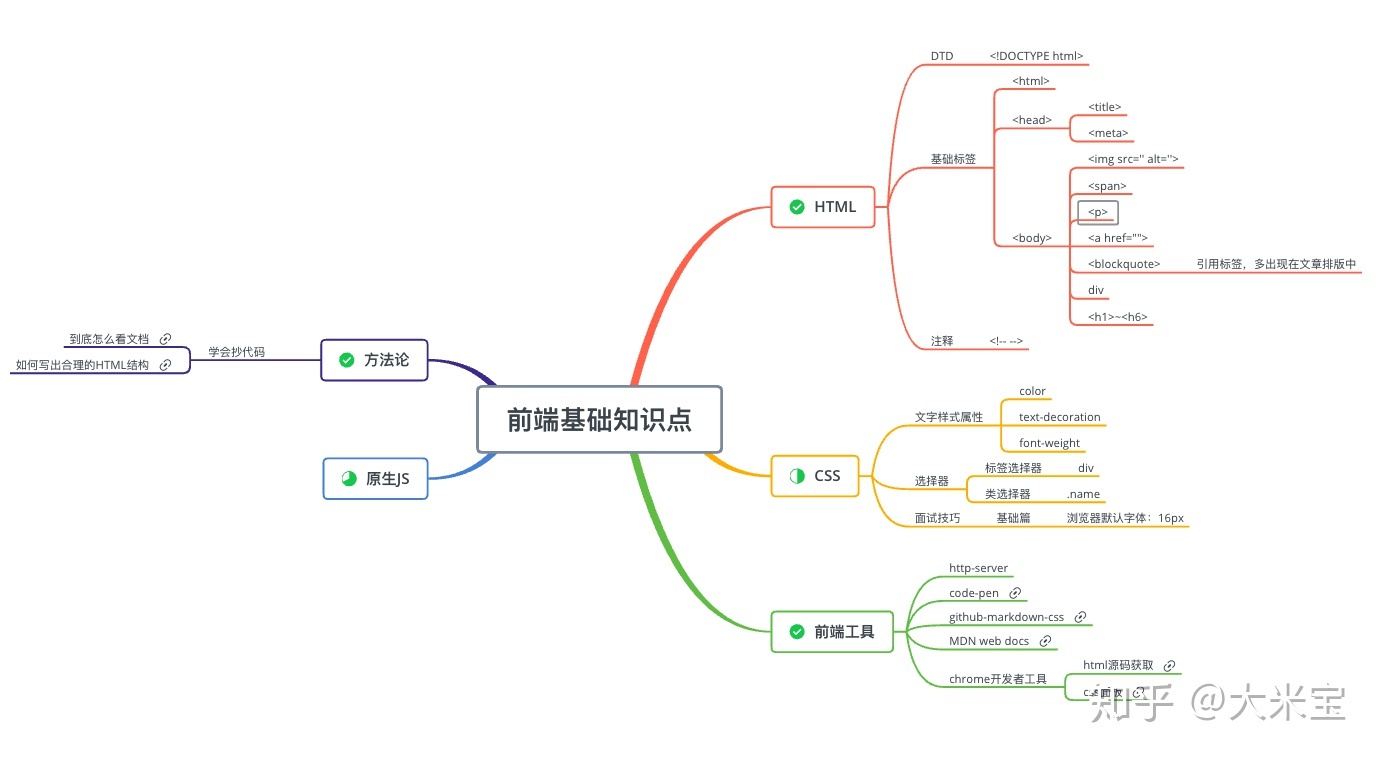 前端基础知识点
HTML
DTD
<!DOCTYPE html>
基础标签
<html>
<head>
<title>
<meta>
<body>
<img src='' alt=''>
<span>
<p>
<a href="">
<blockquote>
引用标签，多出现在文章排版中
div
<h1>~<h6>
注释
<!-- -->
CSS
文字样式属性
color
text-decoration
font-weight
选择器
标签选择器
div
类选择器
.name
面试技巧
基础篇
浏览器默认字体：16px
前端工具
http-server
code-pen
github-markdown-css
MDN web docs
chrome开发者工具
html源码获取
方法论
学会抄代码
到底怎么看文档
如何写出合理的HTML结构
原生JS
知乎 @大米宝